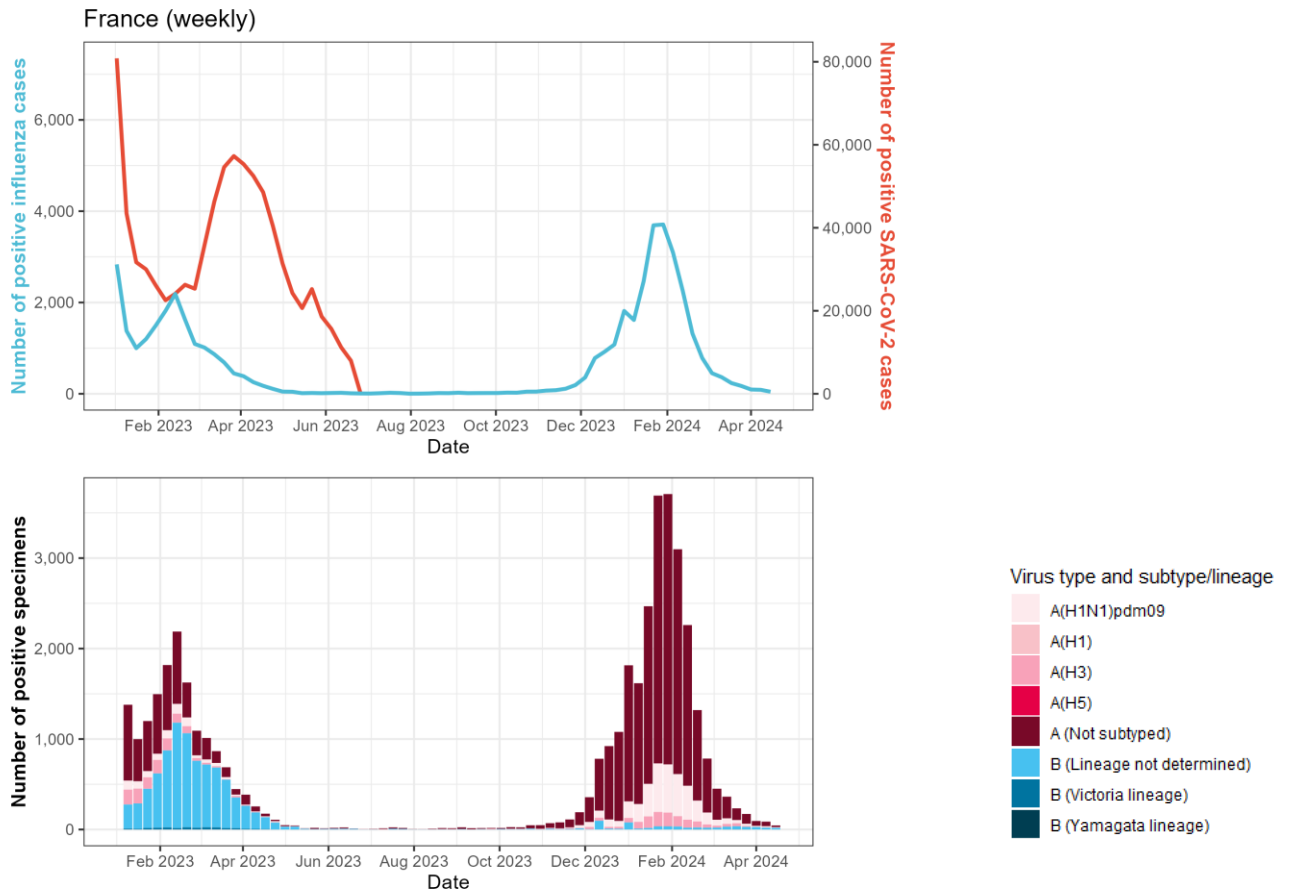 France (weekly)
Number of positive influenza cases
6,000
4,000
2,000
0
80,000
60,000
40,000
20,000
0
Number of positive SARS-CoV-2 cases
Feb 2023 Apr 2023 Jun 2023 Aug 2023 Oct 2023 Dec 2023 Feb 2024 Apr 2024
Date
Number of positive specimens
3,000
2,000
1,000
0
Feb 2023 Apr 2023 Jun 2023 Aug 2023 Oct 2023 Dec 2023 Feb 2024 Apr 2024
Date
Virus type and subtype/lineage
A(H1N1)pdm09
A(H1)
A(H3)
A(H5)
A (Not subtyped)
B (Lineage not determined)
B (Victoria lineage)
B (Yamagata lineage)